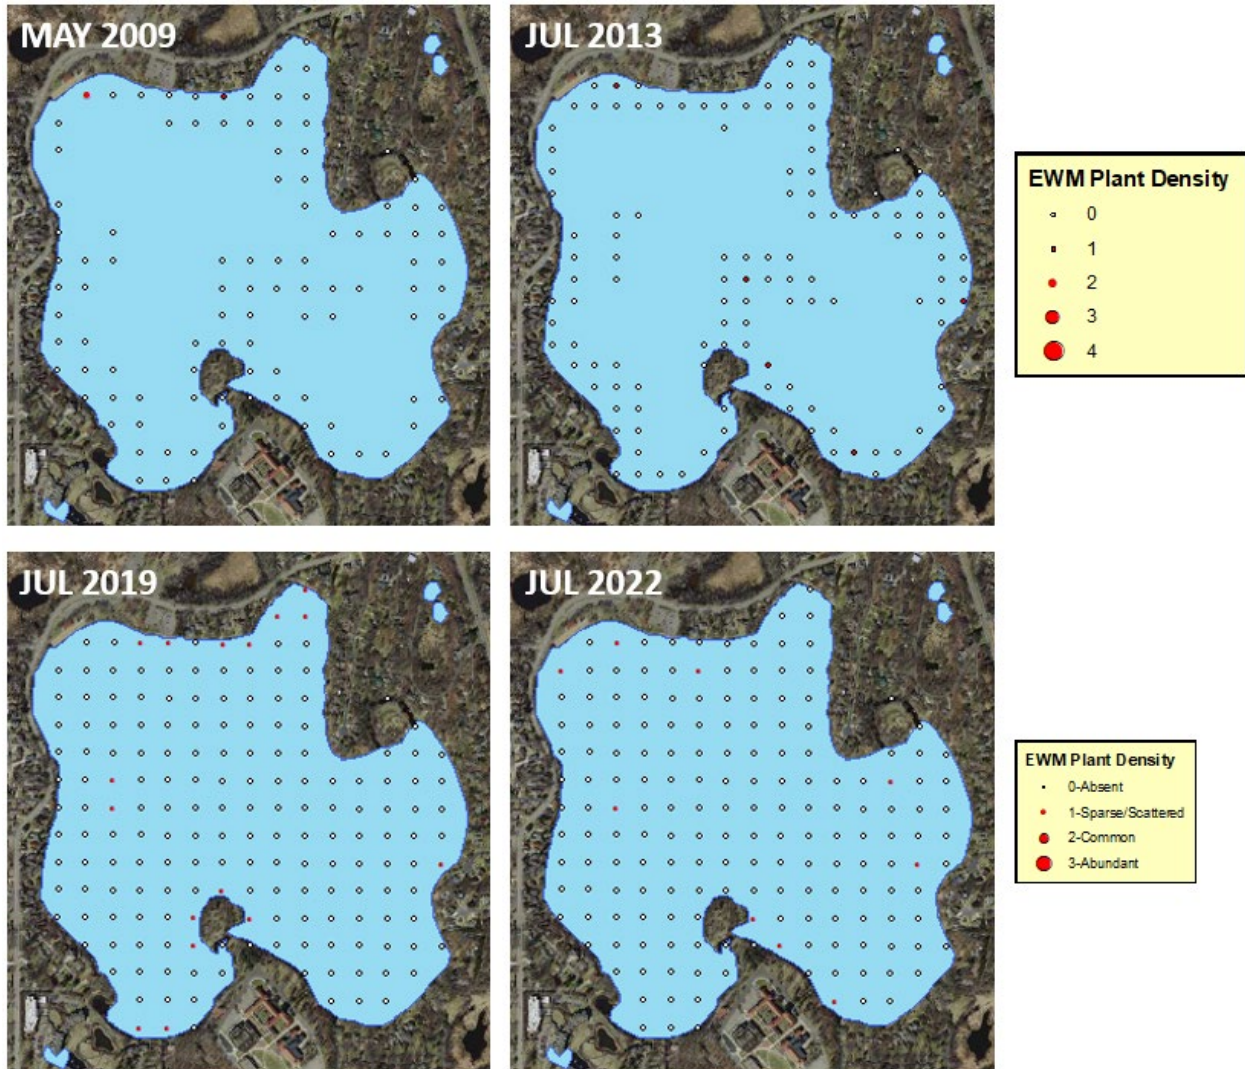 MAY 2009
JUL 2013
EWM Plant Density
0
1
2
3
4
JUL 2019
JUL 2022
EWM Plant Density
0-Absent
1-Sparse/Scattered
2-Common
3-Abundant